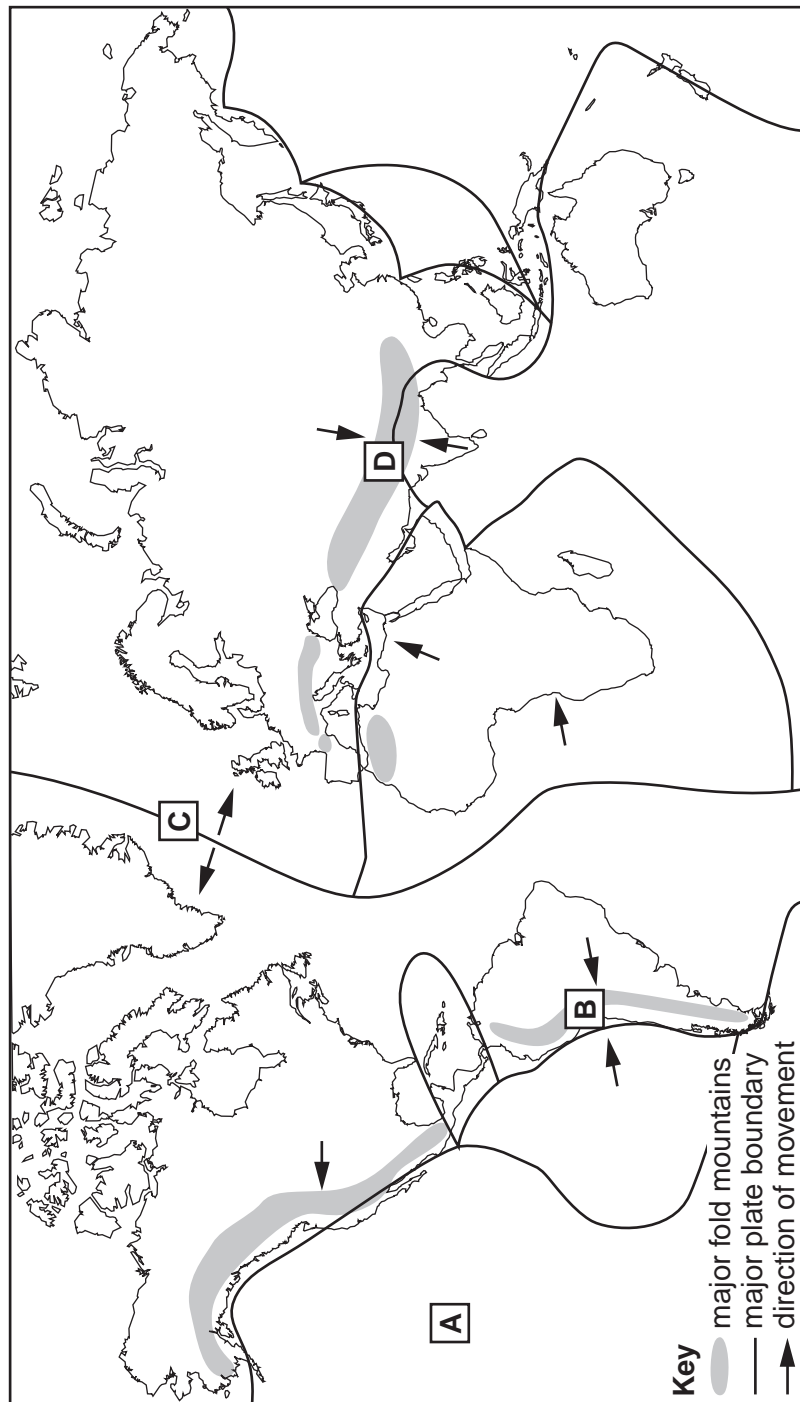 C
D
A
B
Key
major fold mountains
major plate boundary
direction of movement